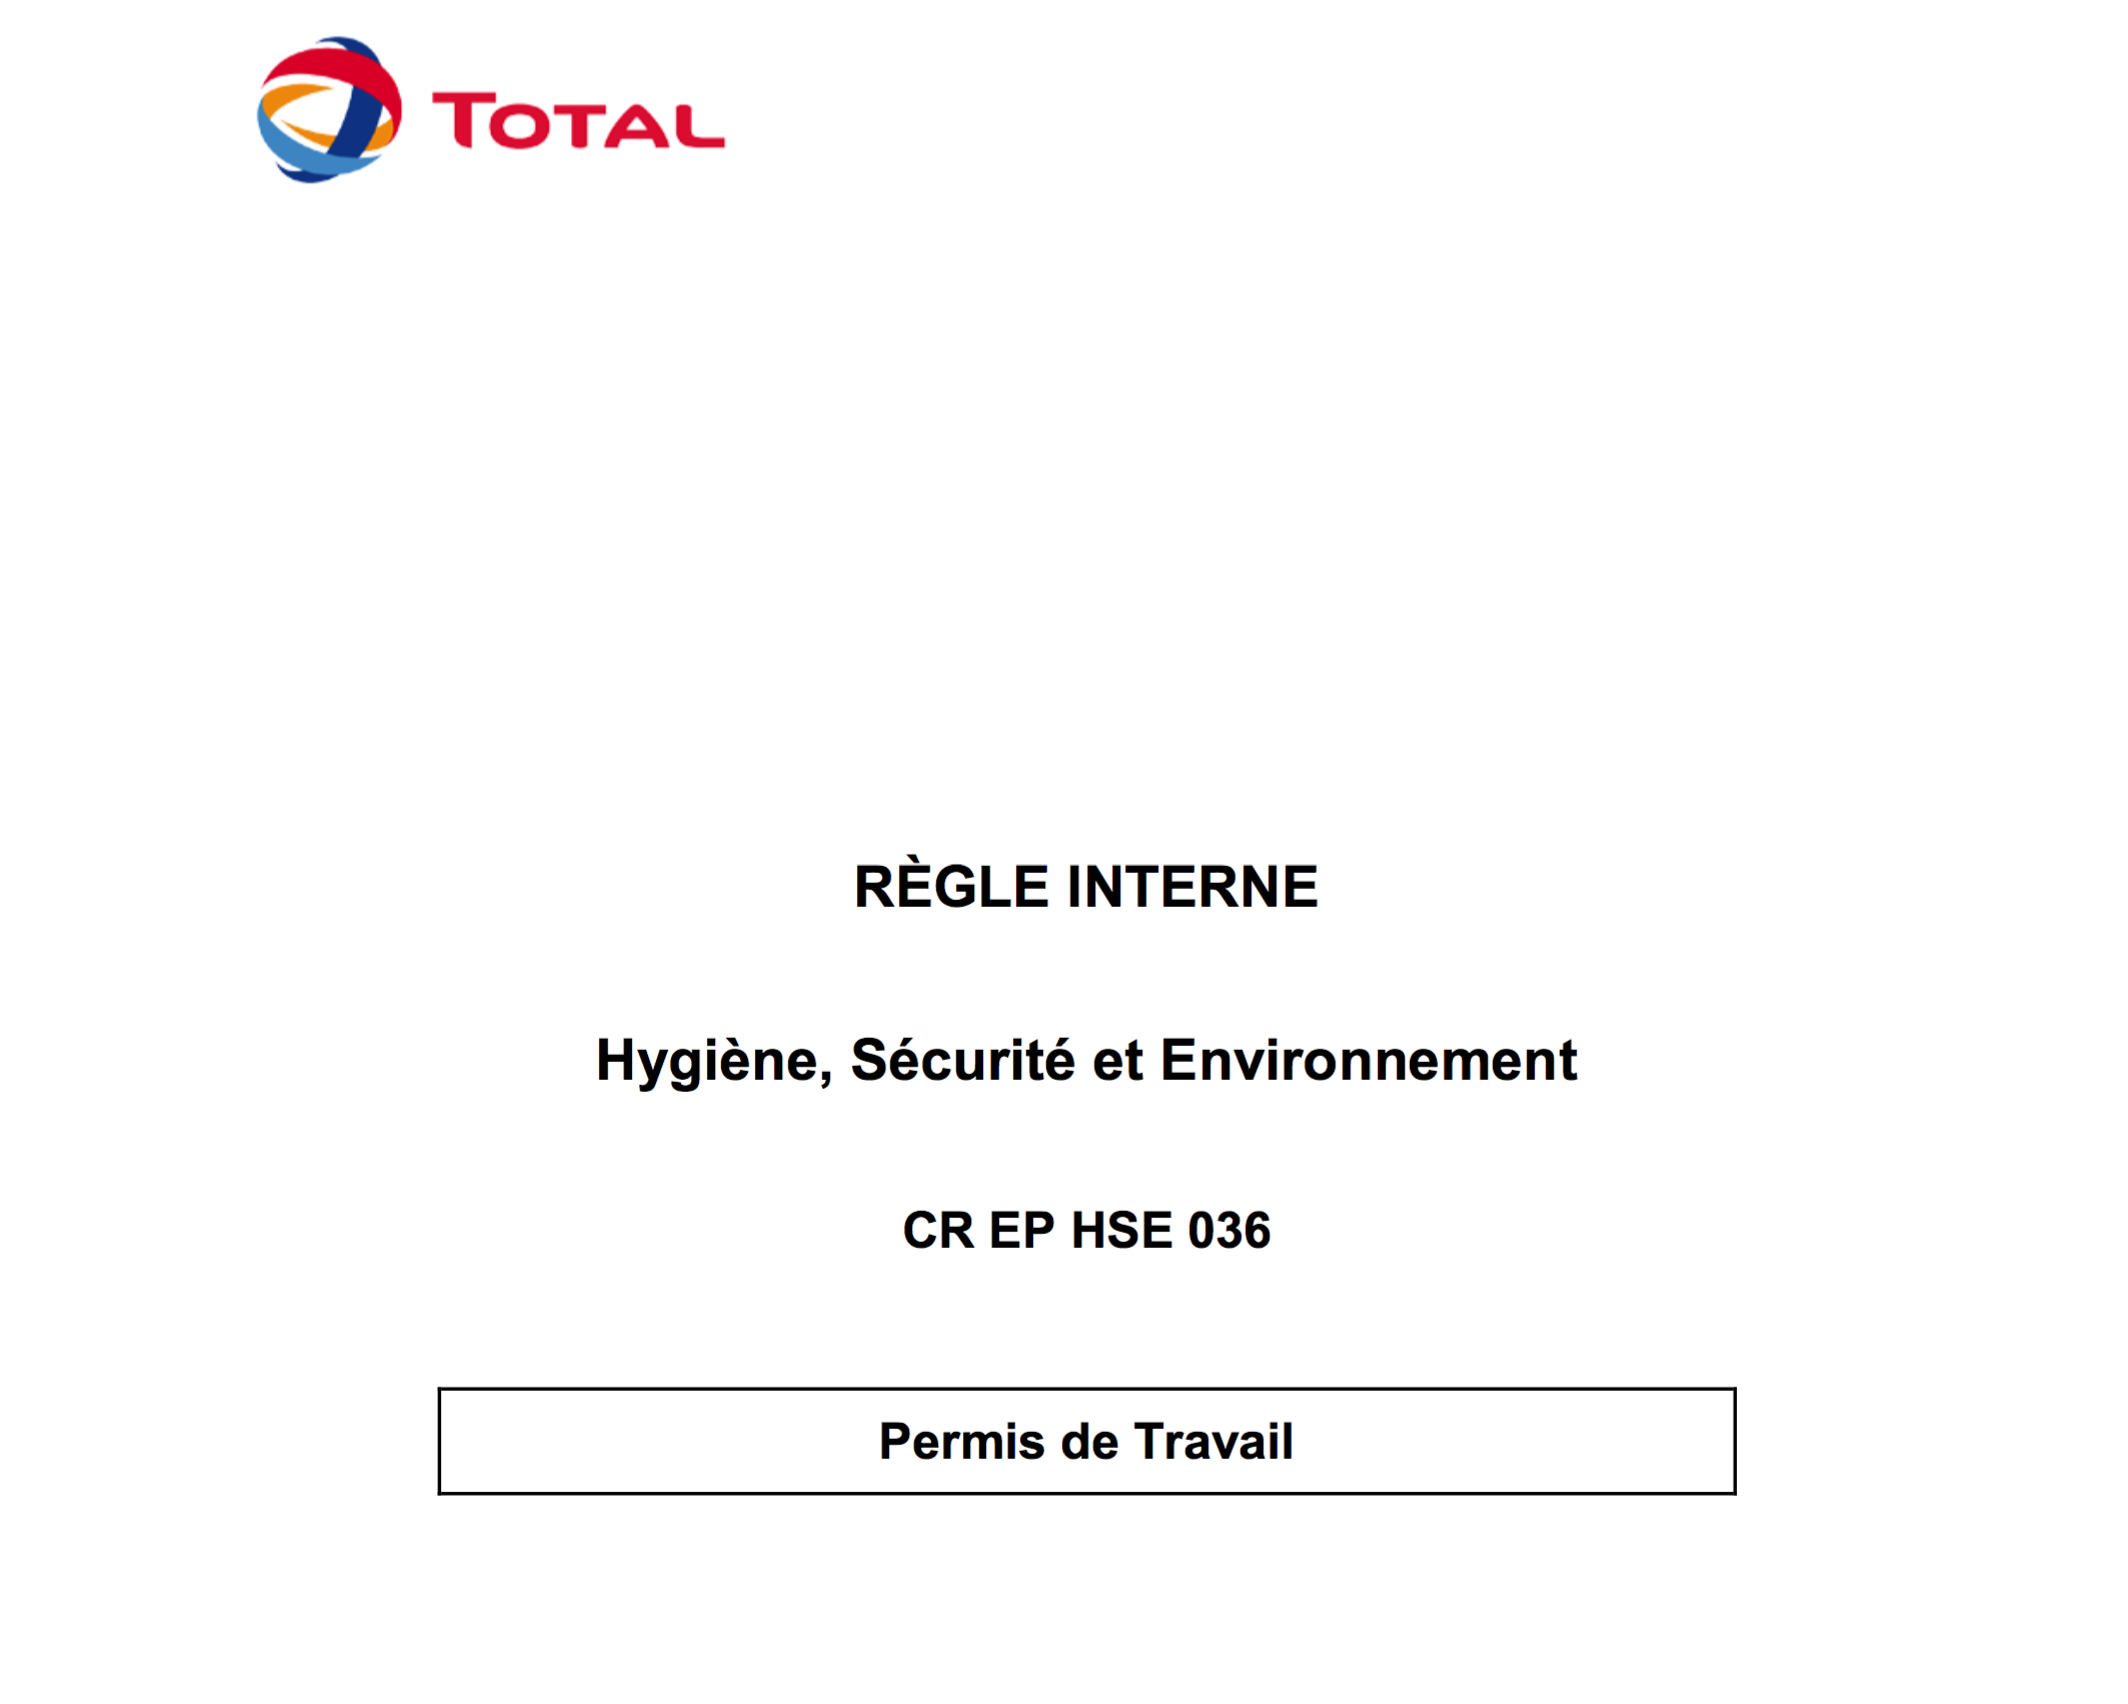 TOTAL
RÈGLE INTERNE
Hygiène, Sécurité et Environnement
CR EP HSE 036
Permis de Travail